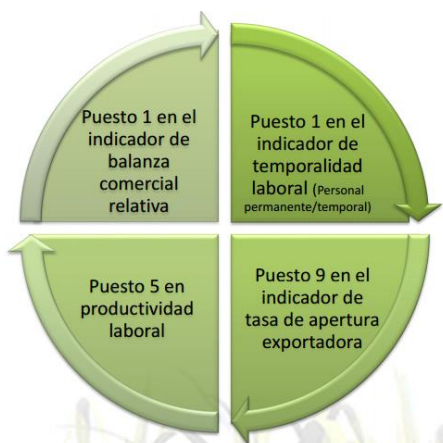 Puesto 1 en el
indicador de
balanza
comercial
relativa
Puesto 1 en el
indicador de
temporalidad
laboral (Personal
permanente/temporal)
Puesto 5 en
productividad
laboral
Puesto 9 en el
indicador de
tasa de apertura
exportadora